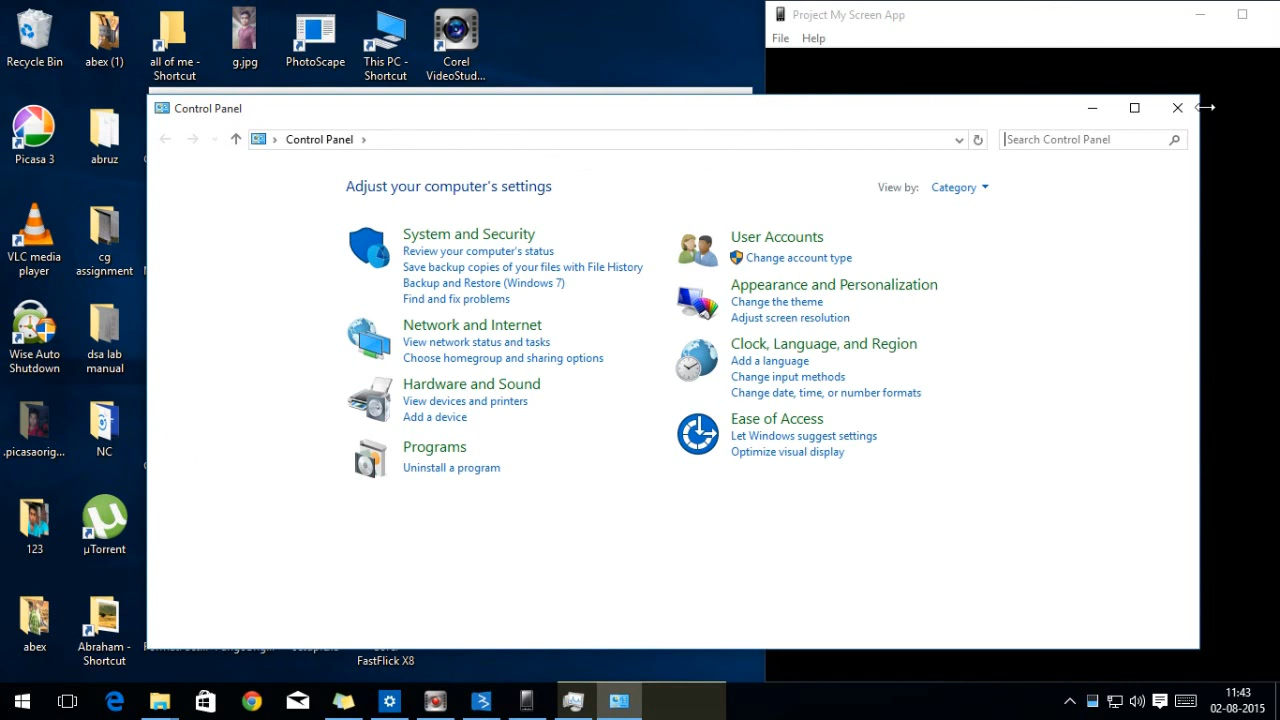 Recycle Bin
abex (1)
all of me -
Shortcut
g.jpg
PhotoScape
This PC -
Shortcut
Corel
VideoStud...
Picasa 3
abruz
VLC media
player
cg
assignment
Wise Auto
Shutdown
dsa lab
manual
.picasaorig...
NC
123
µTorrent
abex
Abraham -
Shortcut
FastFlick X8
Project My Screen App
File Help
Control Panel
Control Panel
Search Control Panel
Adjust your computer's settings
View by: Category
System and Security
Review your computer's status
Save backup copies of your files with File History
Backup and Restore (Windows 7)
Find and fix problems
Network and Internet
View network status and tasks
Choose homegroup and sharing options
Hardware and Sound
View devices and printers
Add a device
Programs
Uninstall a program
User Accounts
Change account type
Appearance and Personalization
Change the theme
Adjust screen resolution
Clock, Language, and Region
Add a language
Change input methods
Change date, time, or number formats
Ease of Access
Let Windows suggest settings
Optimize visual display
11:43
02-08-2015